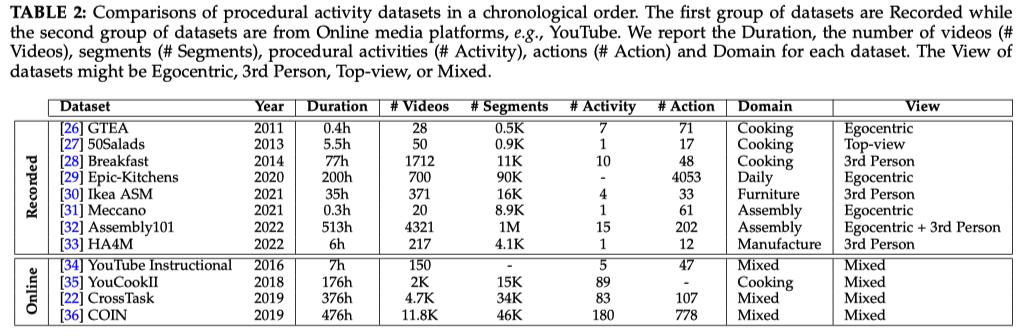 TABLE 2: Comparisons of procedural activity datasets in a chronological order. The first group of datasets are Recorded while
the second group of datasets are from Online media platforms, e.g., YouTube. We report the Duration, the number of videos (#
Videos), segments (# Segments), procedural activities (# Activity), actions (# Action) and Domain for each dataset. The View of
datasets might be Egocentric, 3rd Person, Top-view, or Mixed.
Dataset Year Duration # Videos # Segments # Activity # Action Domain View
Recorded
[26] GTEA 2011 0.4h 28 0.5K 7 71 Cooking Egocentric
[27] 50Salads 2013 5.5h 50 0.9K 1 17 Cooking Top-view
[28] Breakfast 2014 77h 1712 11K 10 48 Cooking 3rd Person
[29] Epic-Kitchens 2020 200h 700 90K - 4053 Daily Egocentric
[30] Ikea ASM 2021 35h 371 16K 4 33 Furniture 3rd Person
[31] Meccano 2021 0.3h 20 8.9K 1 61 Assembly Egocentric
[32] Assembly101 2022 513h 4321 1M 15 202 Assembly Egocentric + 3rd Person
[33] HA4M 2022 6h 217 4.1K 1 12 Manufacture 3rd Person
Online
[34] YouTube Instructional 2016 7h 150 - 5 47 Mixed Mixed
[35] YouCookII 2018 176h 2K 15K 89 - Cooking Mixed
[22] CrossTask 2019 376h 4.7K 34K 83 107 Mixed Mixed
[36] COIN 2019 476h 11.8K 46K 180 778 Mixed Mixed